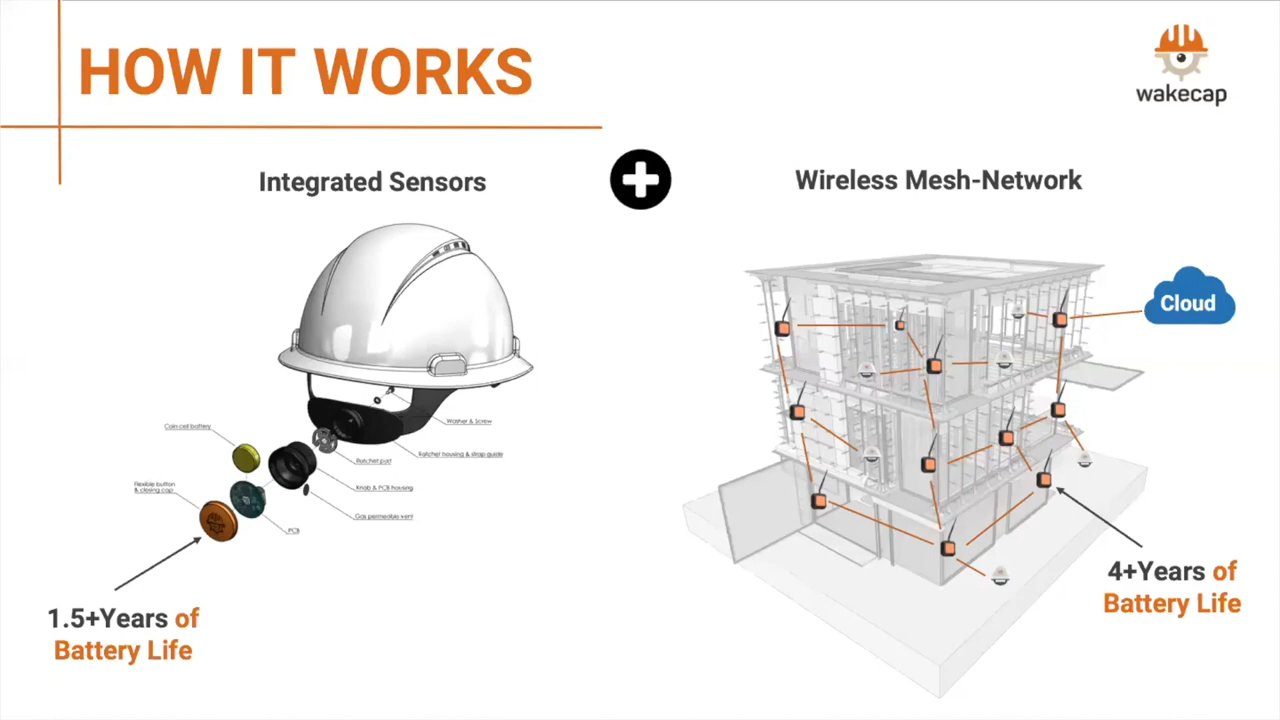 HOW IT WORKS
wakecap
Integrated Sensors
Wireless Mesh-Network
Cloud
Coin-cell battery
Washer & Screw
Ratchet housing & strap guide
Ratchet part
Flexible button
& closing cap
Knob & PCB housing
Gas permeable vent
PCB
1.5+Years of
Battery Life
4+Years of
Battery Life